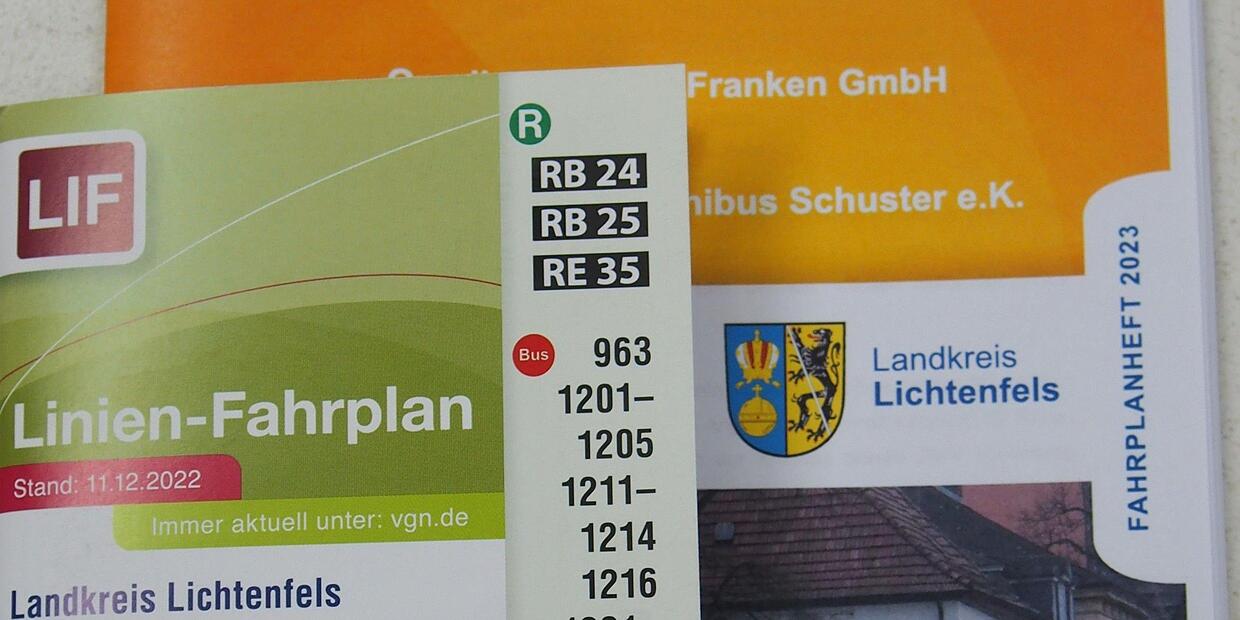 Franken GmbH
Schuster e.K.
FAHRPLANHEFT 2023
Landkreis
Lichtenfels
LIF
Linien-Fahrplan
Stand: 11.12.2022
Immer aktuell unter: vgn.de
Landkreis Lichtenfels
R
RB 24
RB 25
RE 35
Bus
963
1201–
1205
1211–
1214
1216